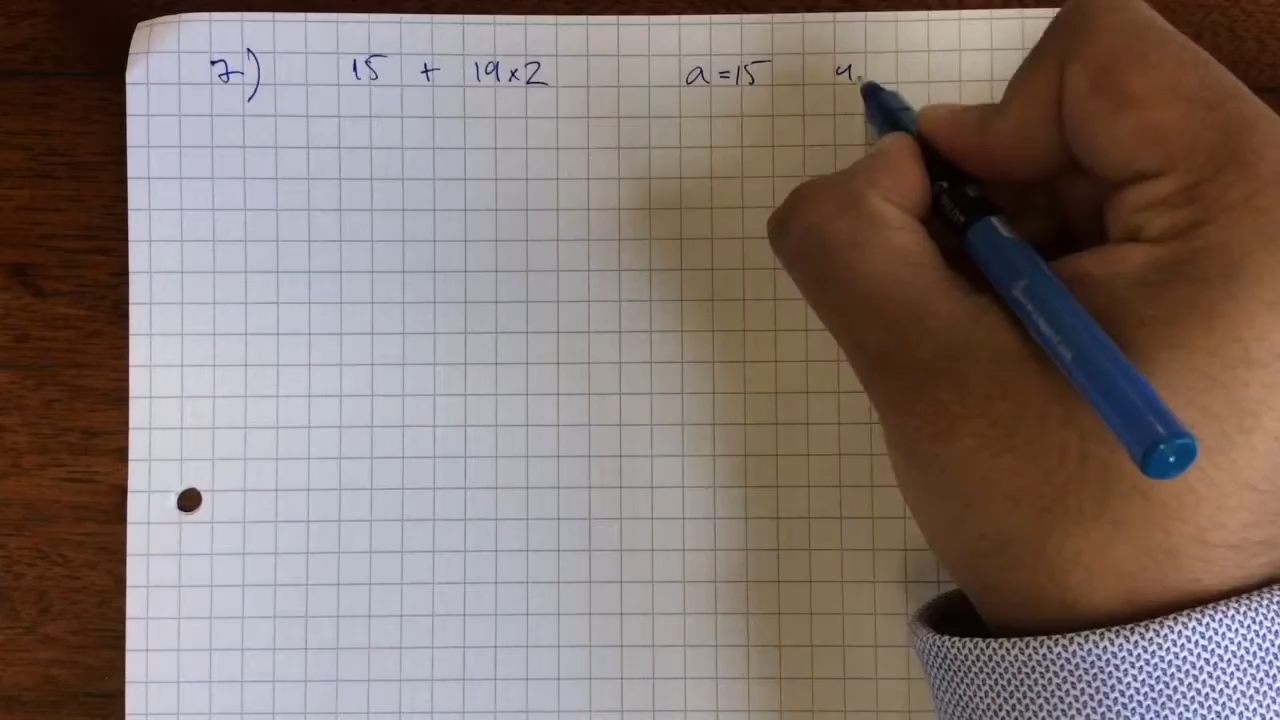 7) 15 + 19 x 2 a = 15